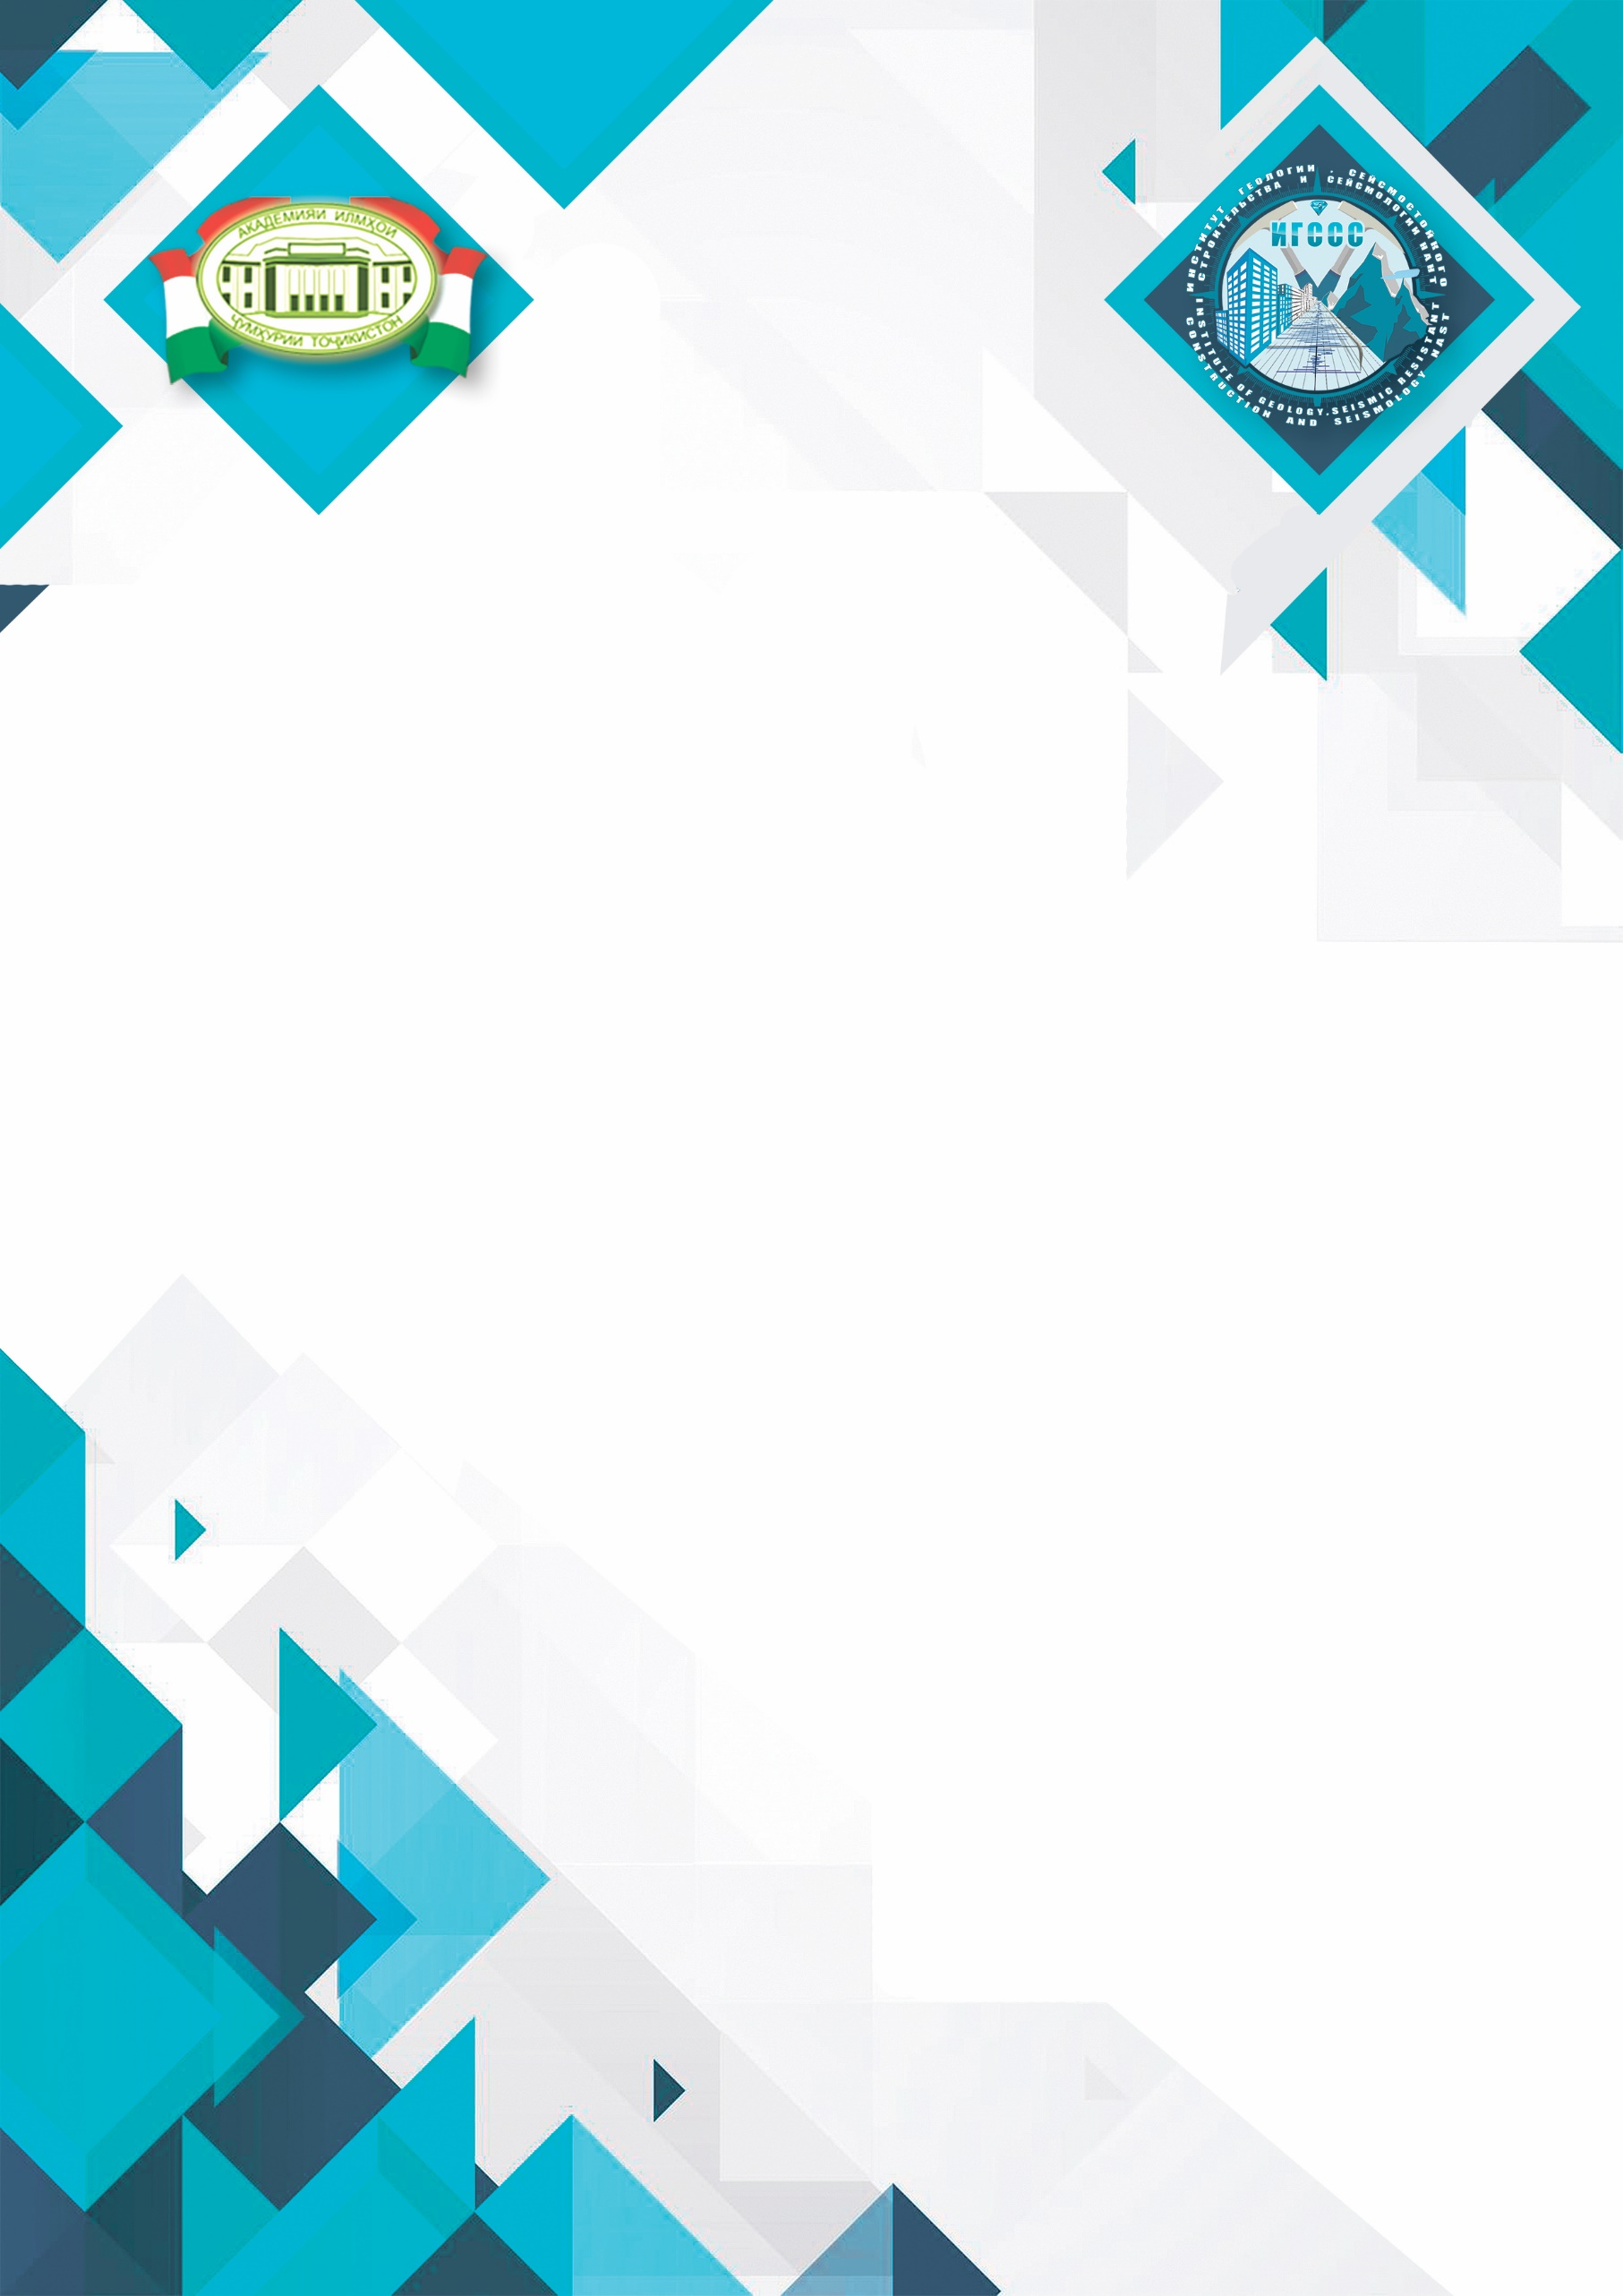 АКАДЕМИЯИ ИЛМҲОИ
ҶУМҲУРИИ ТОҶИКИСТОН
ИНСТИТУТ ГЕОЛОГИИ . СЕЙСМОСТОЙКОГО
СТРОИТЕЛЬСТВА И СЕЙСМОЛОГИИ НАНТ
ИГССС
INSTITUTE OF GEOLOGY.SEISMIC RESISTANT
CONSTRUCTION AND SEISMOLOGY NAST